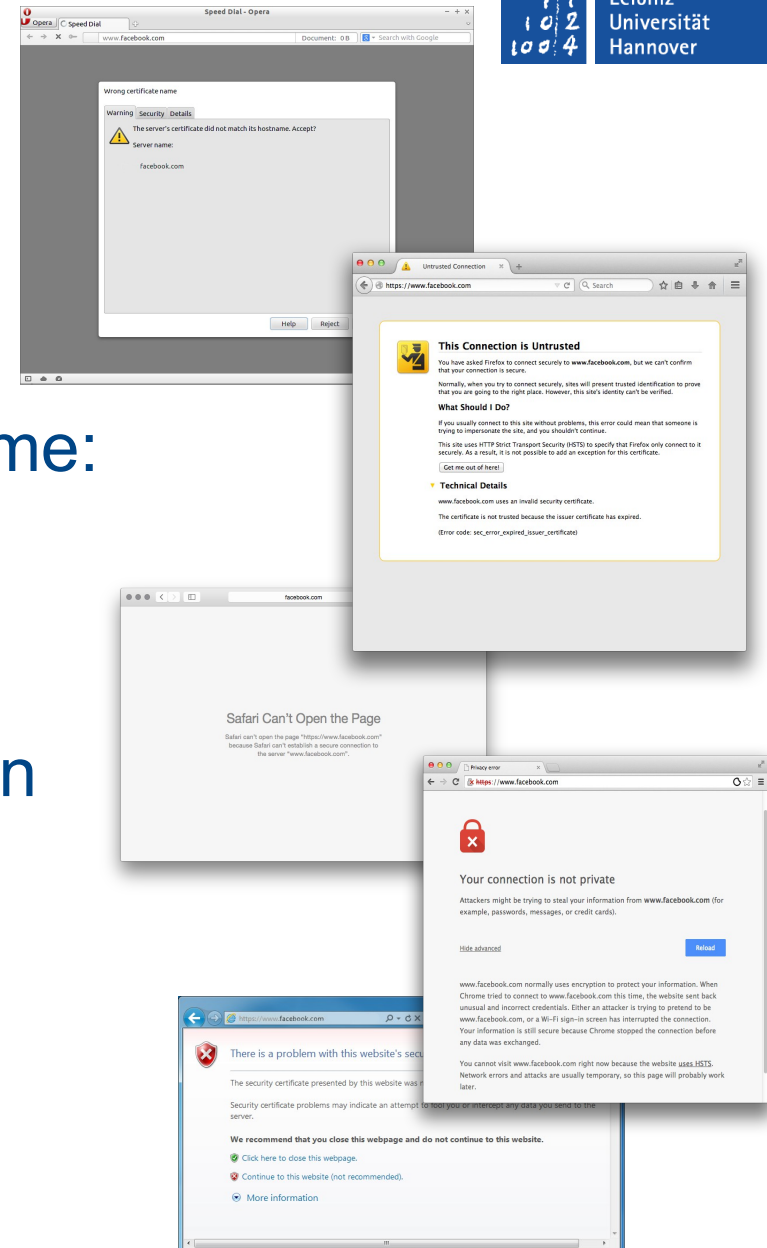 Speed Dial - Opera
Opera
Speed Dial
www.facebook.com
Document: 0 B
Search with Google
Wrong certificate name
Warning
Security
Details
The server's certificate did not match its hostname. Accept?
Server name:
facebook.com
Help
Reject
Universität
Hannover
Untrusted Connection
https://www.facebook.com
Search
This Connection is Untrusted
You have asked Firefox to connect securely to www.facebook.com, but we can't confirm
that your connection is secure.
Normally, when you try to connect securely, sites will present trusted identification to prove
that you are going to the right place. However, this site's identity can't be verified.
What Should I Do?
If you usually connect to this site without problems, this error could mean that someone is
trying to impersonate the site, and you shouldn't continue.
This site uses HTTP Strict Transport Security (HSTS) to specify that Firefox only connect to it
securely. As a result, it is not possible to add an exception for this certificate.
Get me out of here!
Technical Details
www.facebook.com uses an invalid security certificate.
The certificate is not trusted because the issuer certificate has expired.
(Error code: sec_error_expired_issuer_certificate)
me:
facebook.com
Safari Can't Open the Page
Safari can't open the page "https://www.facebook.com"
because Safari can't establish a secure connection to
the server "www.facebook.com".
n
Privacy error
https://www.facebook.com
Your connection is not private
Attackers might be trying to steal your information from www.facebook.com (for
example, passwords, messages, or credit cards).
Hide advanced
Reload
www.facebook.com normally uses encryption to protect your information. When
Chrome tried to connect to www.facebook.com this time, the website sent back
unusual and incorrect credentials. Either an attacker is trying to pretend to be
www.facebook.com, or a Wi-Fi sign-in screen has interrupted the connection.
Your information is still secure because Chrome stopped the connection before
any data was exchanged.
You cannot visit www.facebook.com right now because the website uses HSTS.
Network errors and attacks are usually temporary, so this page will probably work
later.
https://www.facebook.com
There is a problem with this website's
The security certificate presented by this website was
Security certificate problems may indicate an attempt to fool you or intercept any data you send to the
server.
We recommend that you close this webpage and do not continue to this website.
Click here to close this webpage.
Continue to this website (not recommended).
More information